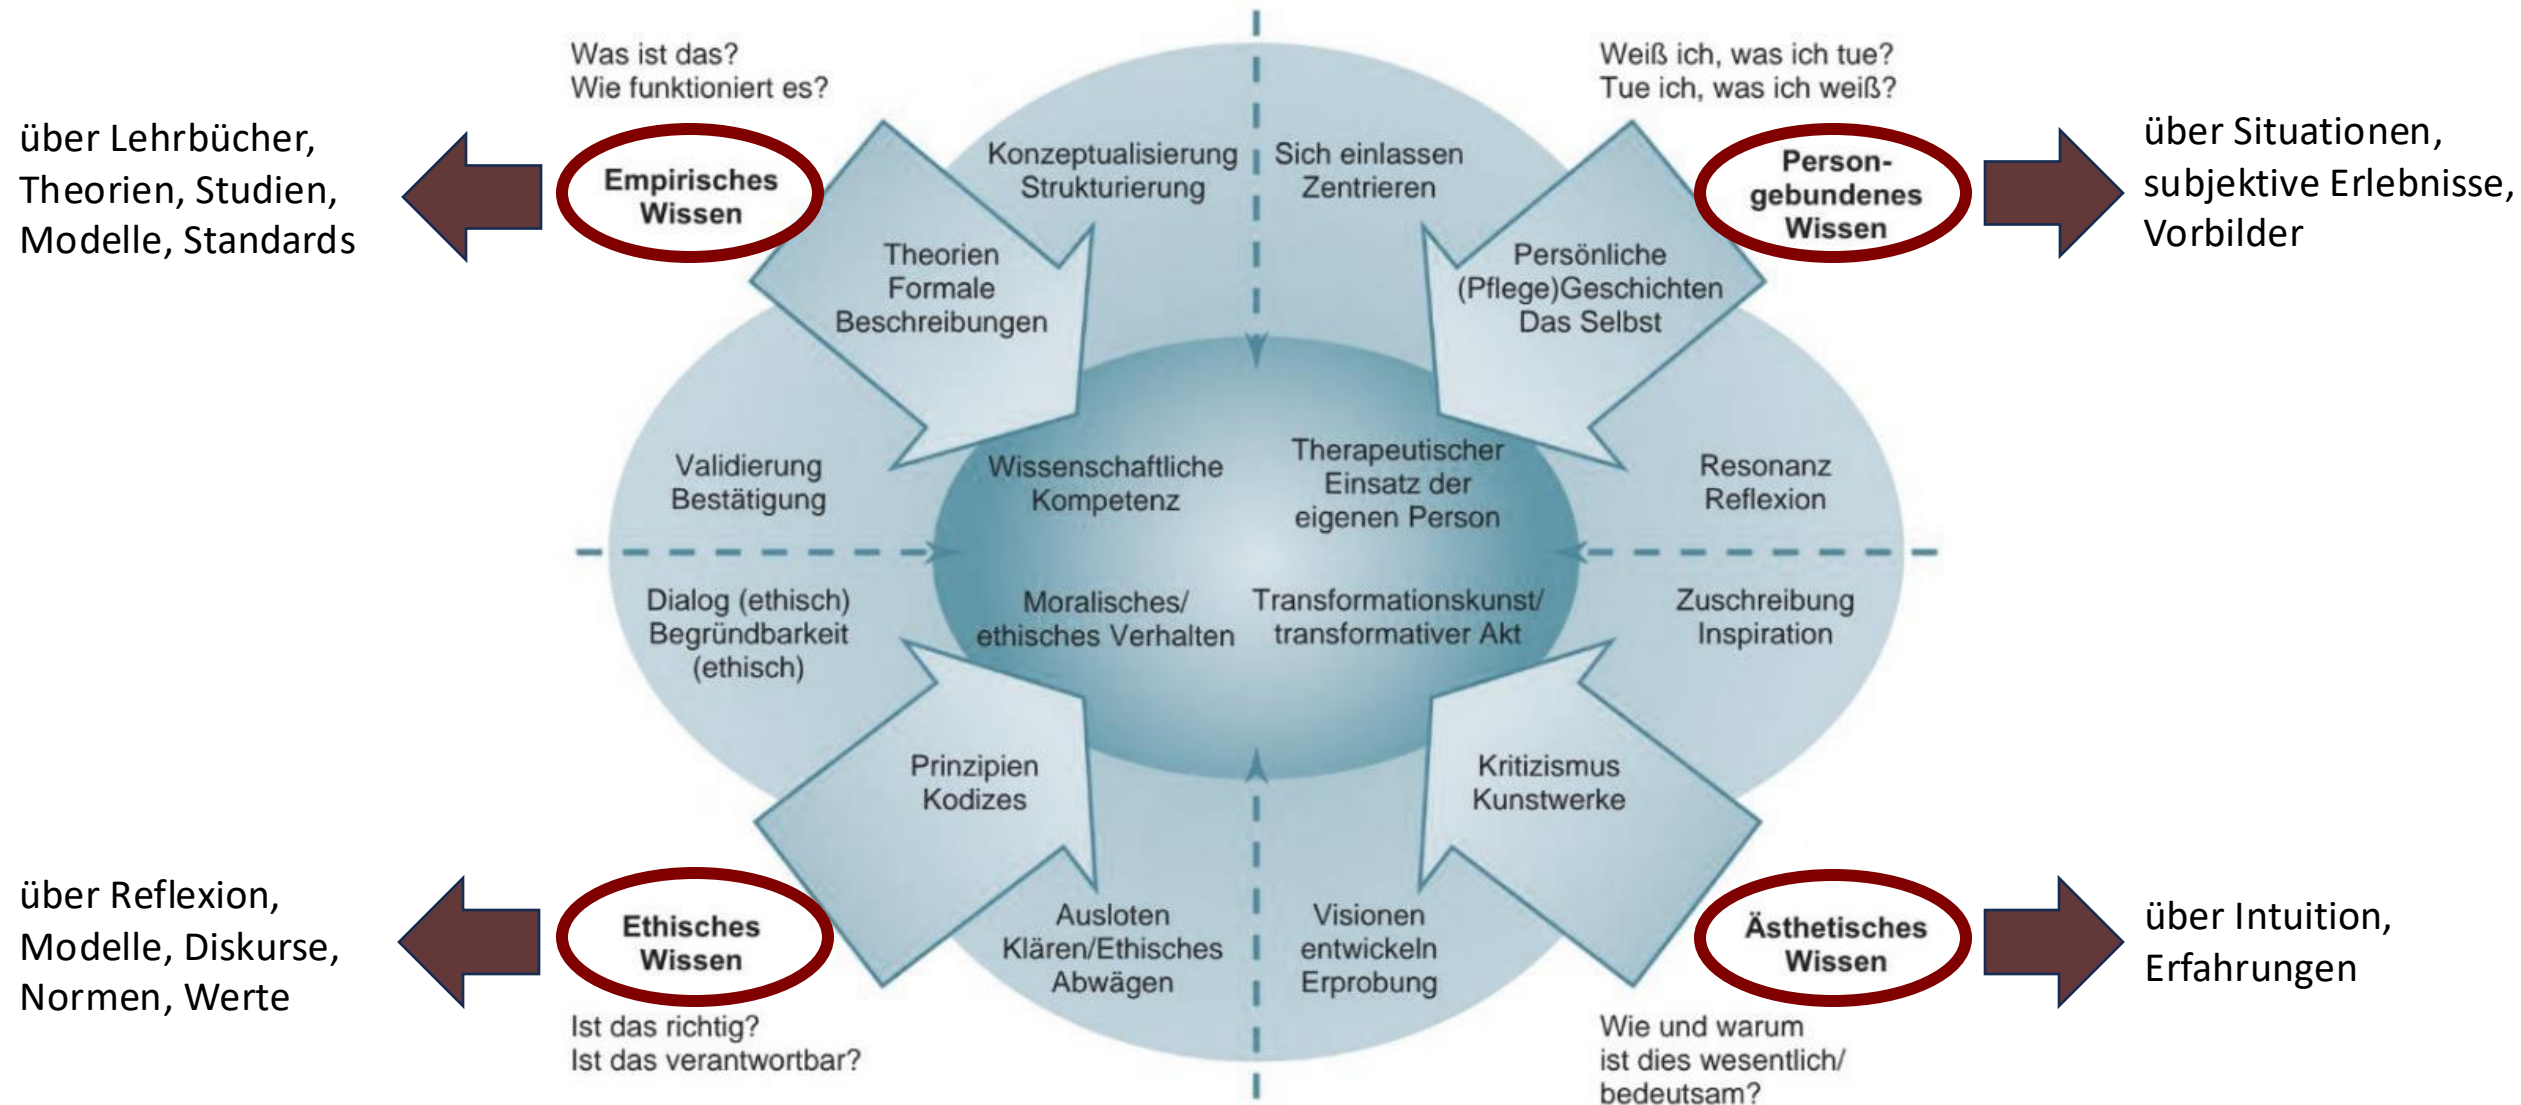 Was ist das?
Wie funktioniert es?
Weiß ich, was ich tue?
Tue ich, was ich weiß?
über Lehrbücher,
Theorien, Studien,
Modelle, Standards
Empirisches
Wissen
Konzeptualisierung
Strukturierung
Sich einlassen
Zentrieren
Person-
gebundenes
Wissen
über Situationen,
subjektive Erlebnisse,
Vorbilder
Theorien
Formale
Beschreibungen
Persönliche
(Pflege)Geschichten
Das Selbst
Validierung
Bestätigung
Wissenschaftliche
Kompetenz
Therapeutischer
Einsatz der
eigenen Person
Resonanz
Reflexion
Dialog (ethisch)
Begründbarkeit
(ethisch)
Moralisches/
ethisches Verhalten
Transformationskunst/
transformativer Akt
Zuschreibung
Inspiration
Prinzipien
Kodizes
Kritizismus
Kunstwerke
über Reflexion,
Modelle, Diskurse,
Normen, Werte
Ethisches
Wissen
Ausloten
Klären/Ethisches
Abwägen
Visionen
entwickeln
Erprobung
Ästhetisches
Wissen
über Intuition,
Erfahrungen
Ist das richtig?
Ist das verantwortbar?
Wie und warum
ist dies wesentlich/
bedeutsam?